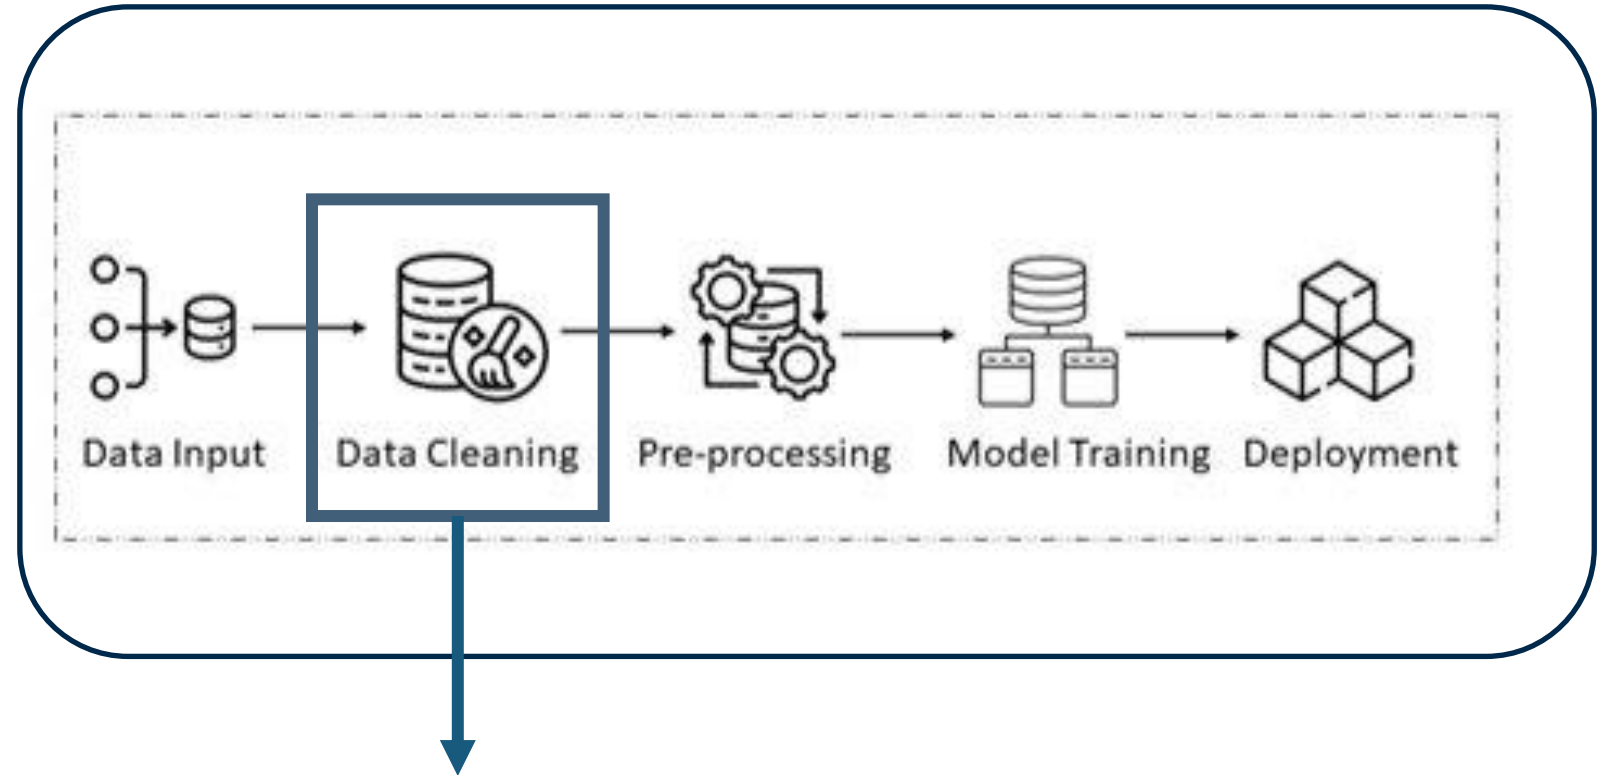 Data Input
Data Cleaning
Pre-processing
Model Training
Deployment